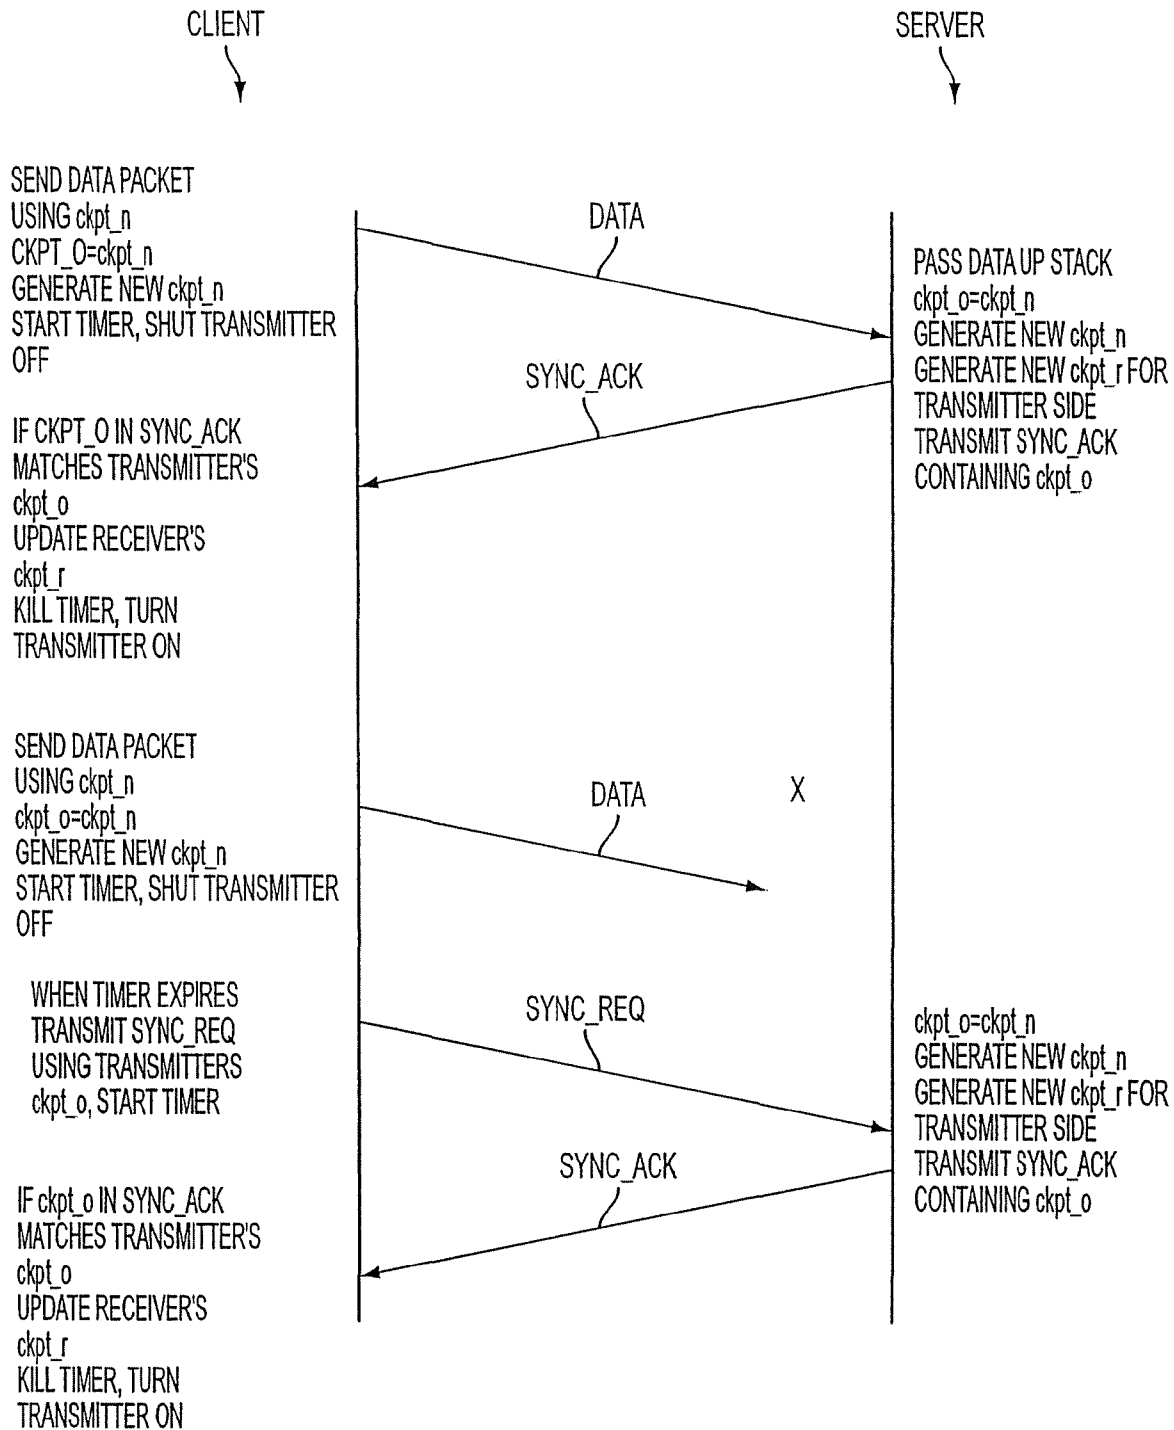 CLIENT
SERVER
SEND DATA PACKET
USING ckpt_n
CKPT_O=ckpt_n
GENERATE NEW ckpt_n
START TIMER, SHUT TRANSMITTER
OFF
DATA
PASS DATA UP STACK
ckpt_o=ckpt_n
GENERATE NEW ckpt_n
GENERATE NEW ckpt_r FOR
TRANSMITTER SIDE
TRANSMIT SYNC_ACK
CONTAINING ckpt_o
SYNC_ACK
IF CKPT_O IN SYNC_ACK
MATCHES TRANSMITTER'S
ckpt_o
UPDATE RECEIVER'S
ckpt_r
KILL TIMER, TURN
TRANSMITTER ON
SEND DATA PACKET
USING ckpt_n
ckpt_o=ckpt_n
GENERATE NEW ckpt_n
START TIMER, SHUT TRANSMITTER
OFF
DATA
X
WHEN TIMER EXPIRES
TRANSMIT SYNC_REQ
USING TRANSMITTERS
ckpt_o, START TIMER
SYNC_REQ
ckpt_o=ckpt_n
GENERATE NEW ckpt_n
GENERATE NEW ckpt_r FOR
TRANSMITTER SIDE
TRANSMIT SYNC_ACK
CONTAINING ckpt_o
SYNC_ACK
IF ckpt_o IN SYNC_ACK
MATCHES TRANSMITTER'S
ckpt_o
UPDATE RECEIVER'S
ckpt_r
KILL TIMER, TURN
TRANSMITTER ON